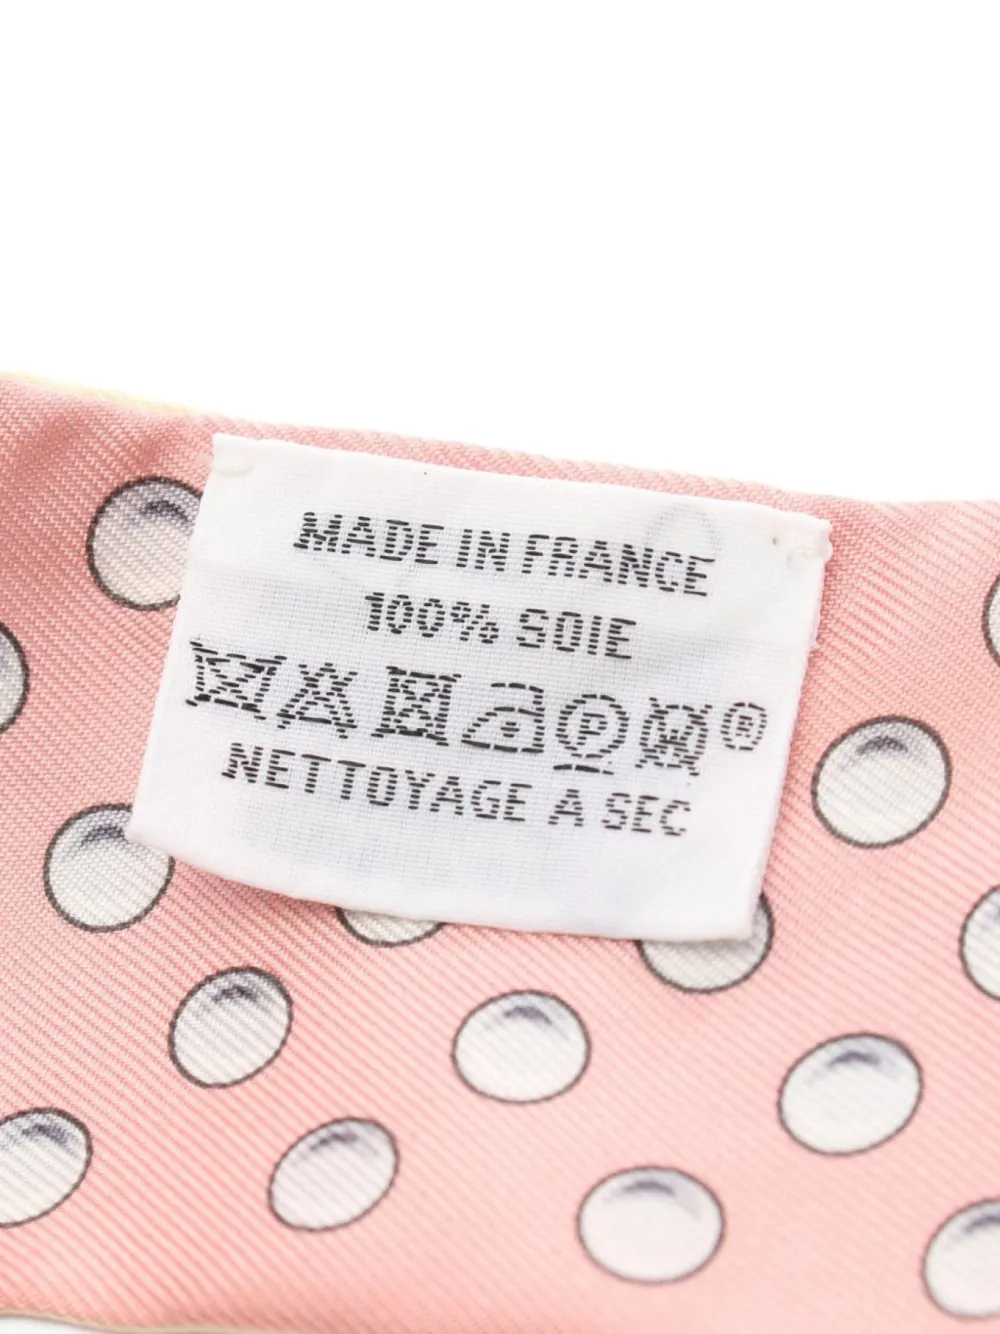 MADE IN FRANCE
100% SOIE
P ®
NETTOYAGE A SEC